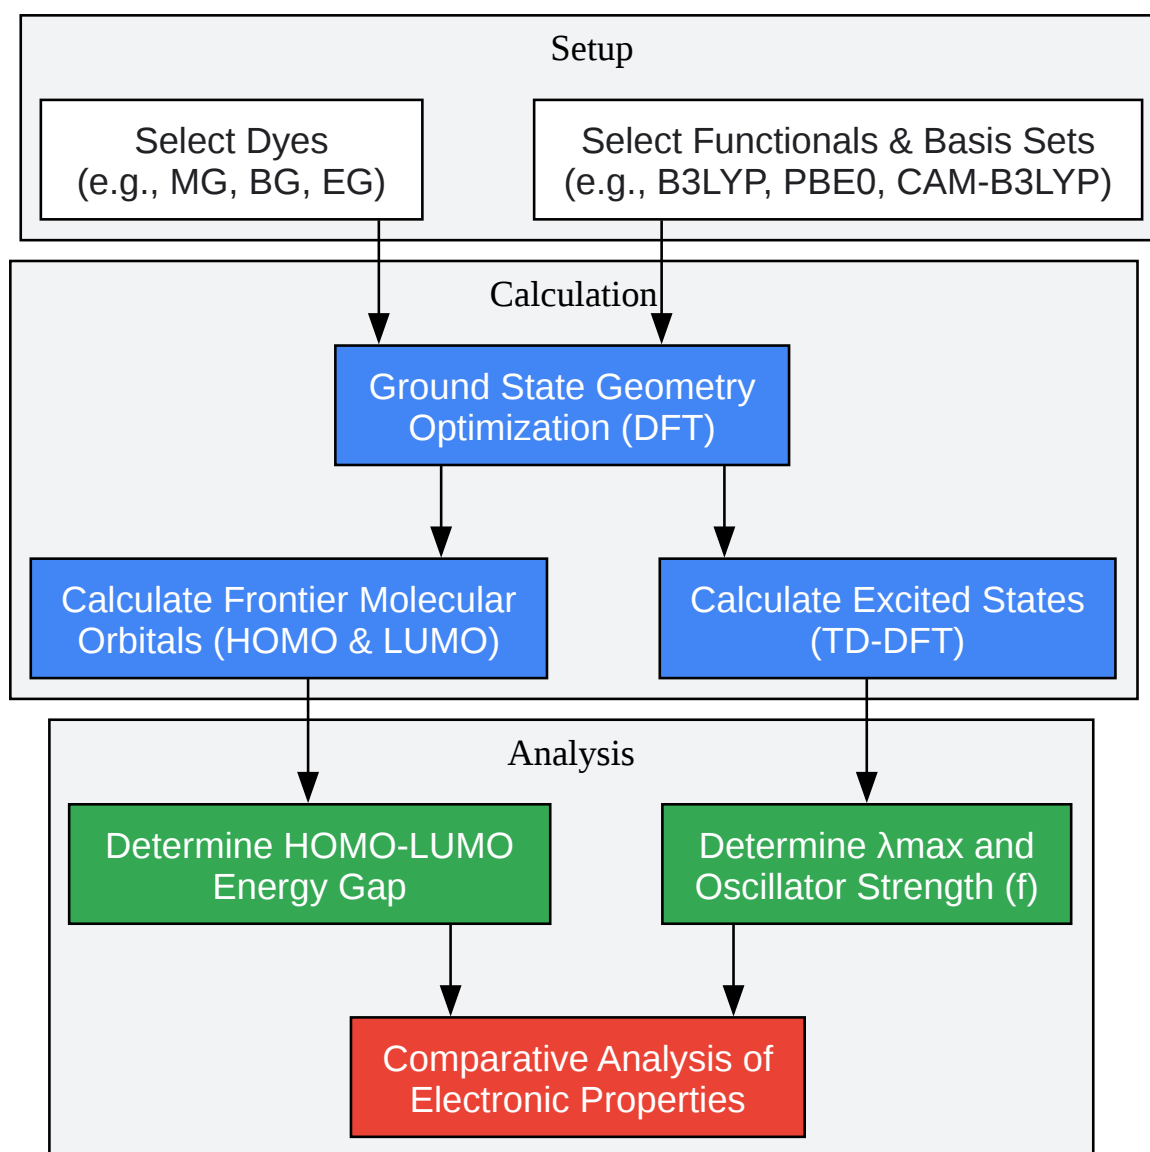 Setup
Select Dyes
(e.g., MG, BG, EG)
Select Functionals & Basis Sets
(e.g., B3LYP, PBE0, CAM-B3LYP)
Calculation
Ground State Geometry
Optimization (DFT)
Calculate Frontier Molecular
Orbitals (HOMO & LUMO)
Calculate Excited States
(TD-DFT)
Analysis
Determine HOMO-LUMO
Energy Gap
Determine λmax and
Oscillator Strength (f)
Comparative Analysis of
Electronic Properties